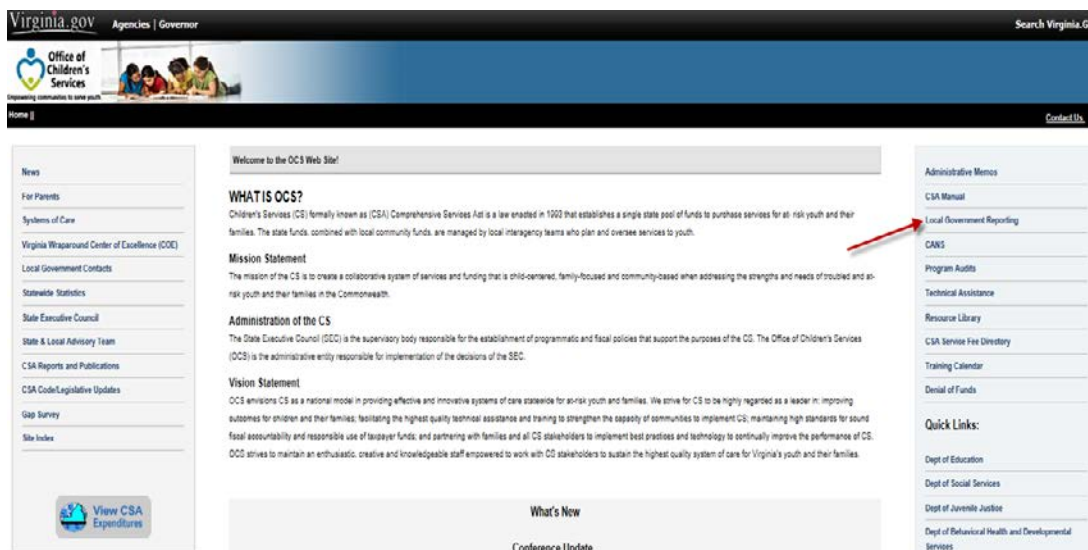 Virginia.gov Agencies | Governor
Search Virginia.G
Office of
Children's
Services
Empowering communities to serve youth
Home ||
Contact Us
News
For Parents
Systems of Care
Virginia Wraparound Center of Excellence (COE)
Local Government Contacts
Statewide Statistics
State Executive Council
State & Local Advisory Team
CSA Reports and Publications
CSA Code/Legislative Updates
Gap Survey
Site Index
View CSA
Expenditures
Welcome to the OCS Web Site!
WHAT IS OCS?
Children's Services (CS) formally known as (CSA) Comprehensive Services Act is a law enacted in 1993 that establishes a single state pool of funds to purchase services for at- risk youth and their
families. The state funds, combined with local community funds, are managed by local interagency teams who plan and oversee services to youth.
Mission Statement
The mission of the CS is to create a collaborative system of services and funding that is child-centered, family-focused and community-based when addressing the strengths and needs of troubled and at-
risk youth and their families in the Commonwealth.
Administration of the CS
The State Executive Council (SEC) is the supervisory body responsible for the establishment of programmatic and fiscal policies that support the purposes of the CS. The Office of Children's Services
(OCS) is the administrative entity responsible for implementation of the decisions of the SEC.
Vision Statement
OCS envisions CS as a national model in providing effective and innovative systems of care statewide for at-risk youth and families. We strive for CS to be highly regarded as a leader in: improving
outcomes for children and their families; facilitating the highest quality technical assistance and training to strengthen the capacity of communities to implement CS; maintaining high standards for sound
fiscal accountability and responsible use of taxpayer funds; and partnering with families and all CS stakeholders to implement best practices and technology to continually improve the performance of CS.
OCS strives to maintain an enthusiastic, creative and knowledgeable staff empowered to work with CS stakeholders to sustain the highest quality system of care for Virginia's youth and their families.
What's New
Conference Update
Administrative Memos
CSA Manual
Local Government Reporting
CANS
Program Audits
Technical Assistance
Resource Library
CSA Service Fee Directory
Training Calendar
Denial of Funds
Quick Links:
Dept of Education
Dept of Social Services
Dept of Juvenile Justice
Dept of Behavioral Health and Developmental
Services